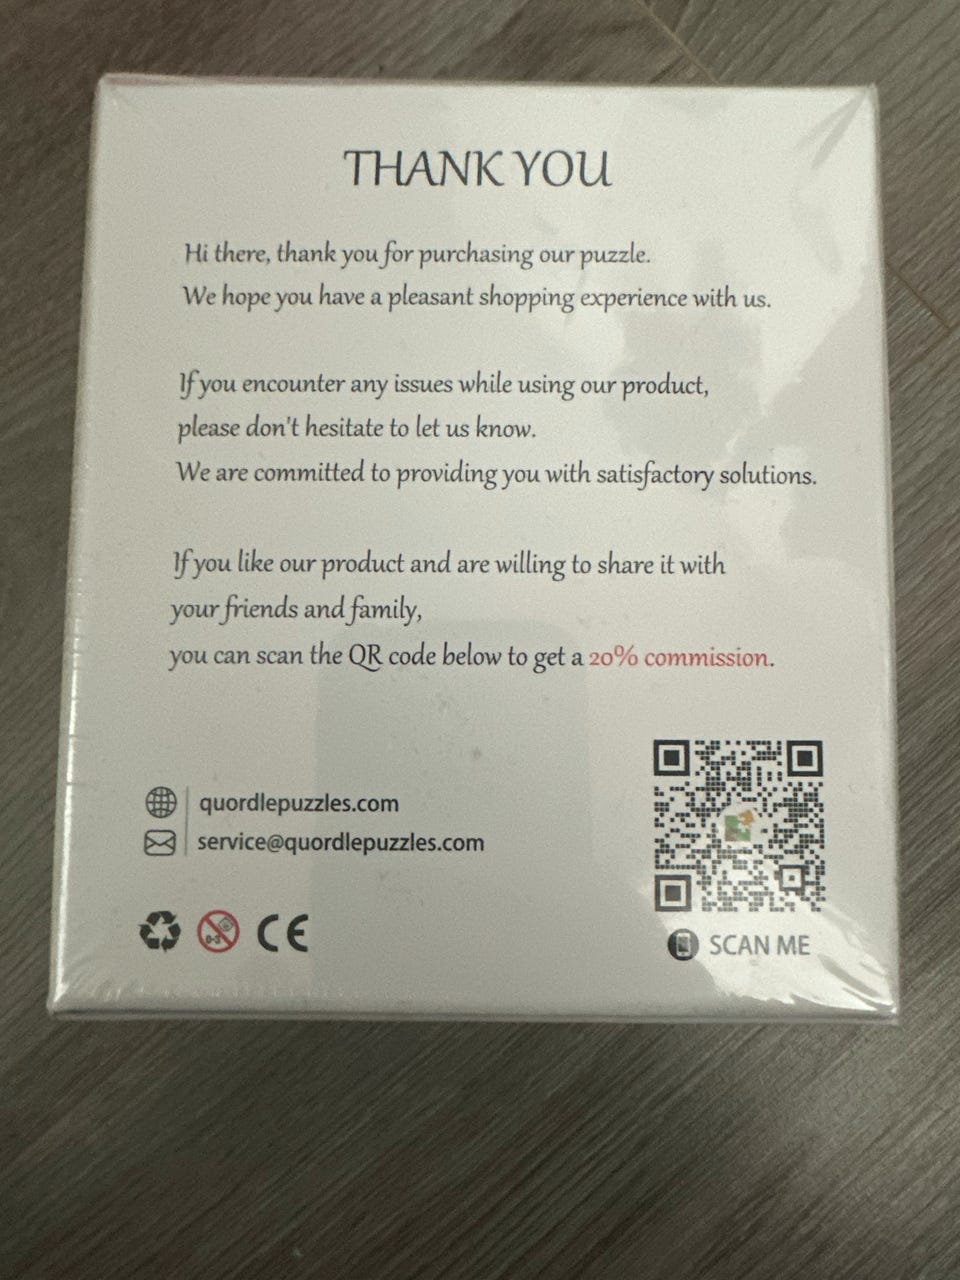 THANK YOU
Hi there, thank you for purchasing our puzzle.
We hope you have a pleasant shopping experience with us.
If you encounter any issues while using our product,
please don't hesitate to let us know.
We are committed to providing you with satisfactory solutions.
If you like our product and are willing to share it with
your friends and family,
you can scan the QR code below to get a 20% commission.
quordlepuzzles.com
service@quordlepuzzles.com
0-3
CE
SCAN ME